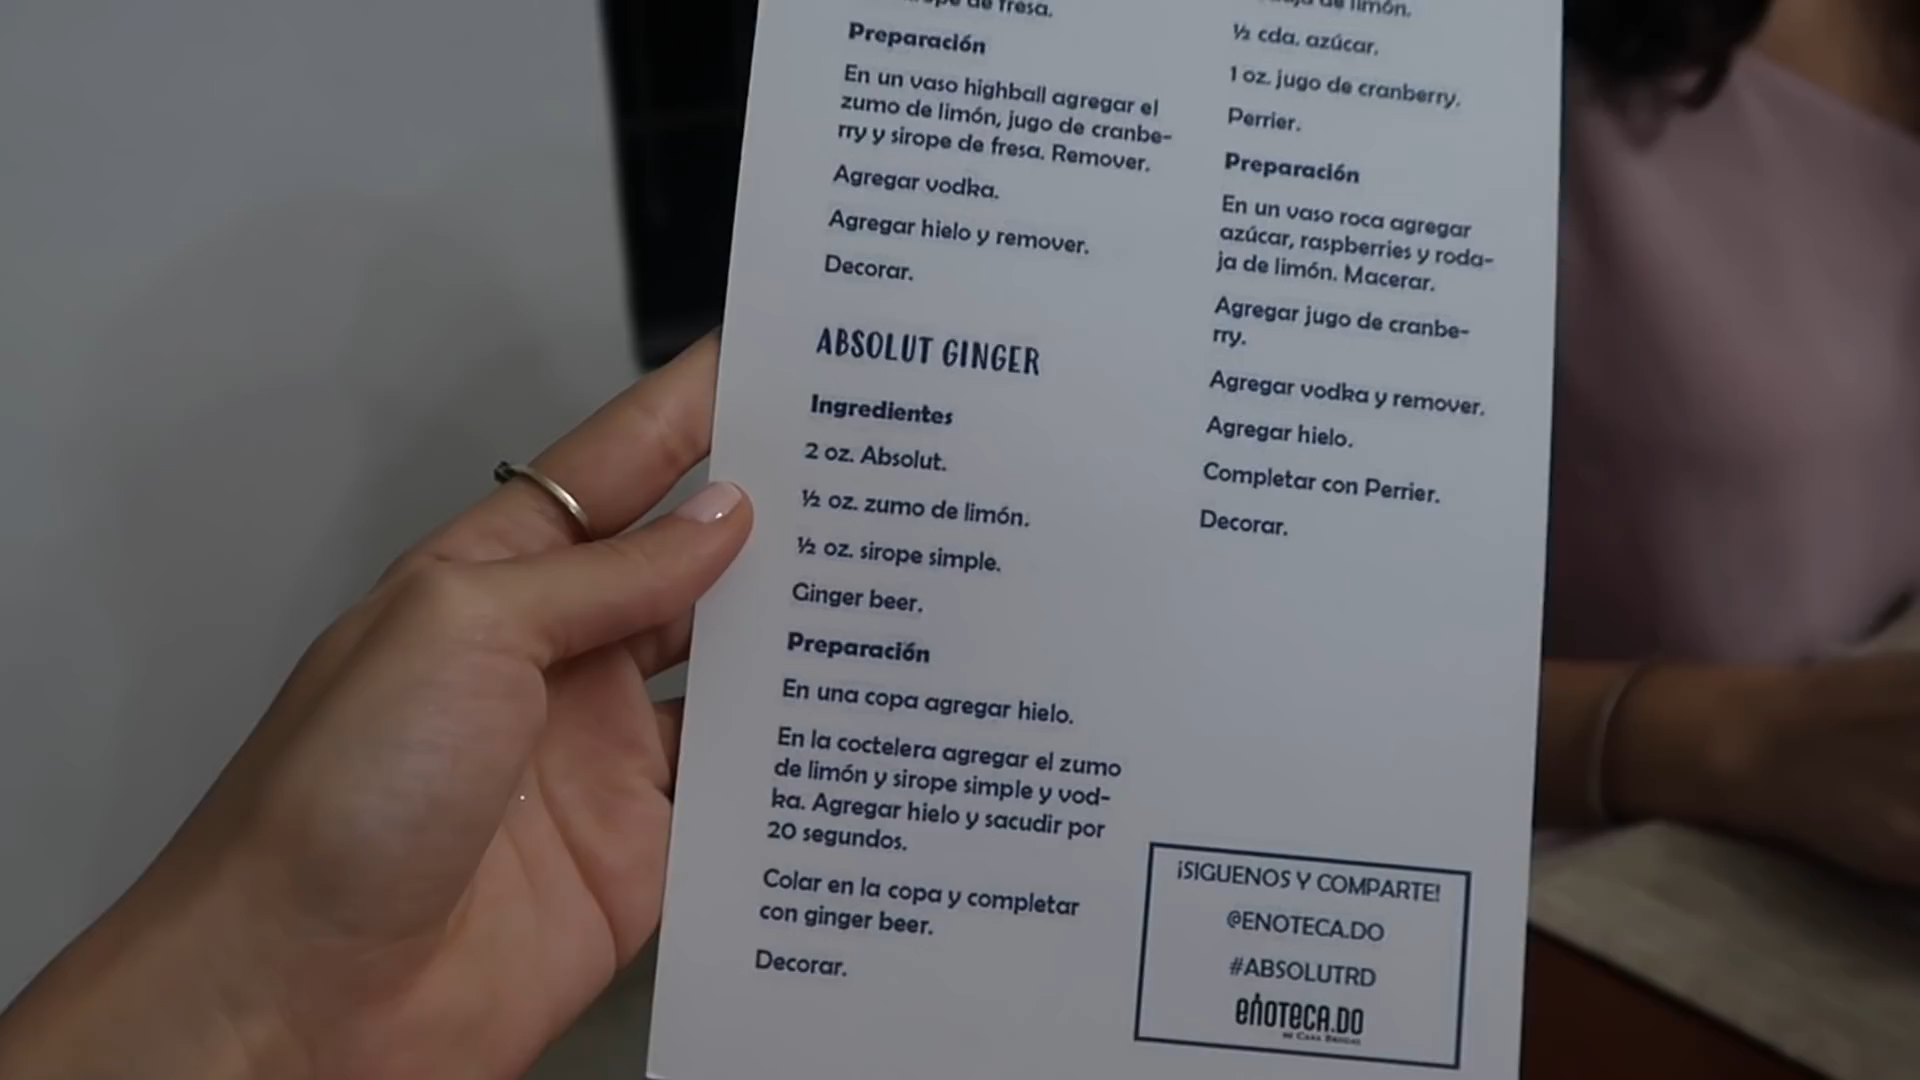 de fresa.
Preparación
En un vaso highball agregar el
zumo de limón, jugo de cranbe-
rry y sirope de fresa. Remover.
Agregar vodka.
Agregar hielo y remover.
Decorar.
ABSOLUT GINGER
Ingredientes
2 oz. Absolut.
½ oz. zumo de limón.
½ oz. sirope simple.
Ginger beer.
Preparación
En una copa agregar hielo.
En la coctelera agregar el zumo
de limón y sirope simple y vod-
ka. Agregar hielo y sacudir por
20 segundos.
Colar en la copa y completar
con ginger beer.
Decorar.
de limón.
½ cda. azúcar.
1 oz. jugo de cranberry.
Perrier.
Preparación
En un vaso roca agregar
azúcar, raspberries y roda-
ja de limón. Macerar.
Agregar jugo de cranbe-
rry.
Agregar vodka y remover.
Agregar hielo.
Completar con Perrier.
Decorar.
¡SIGUENOS Y COMPARTE!
@ENOTECA.DO
#ABSOLUTRD
eNOTeCA.DO